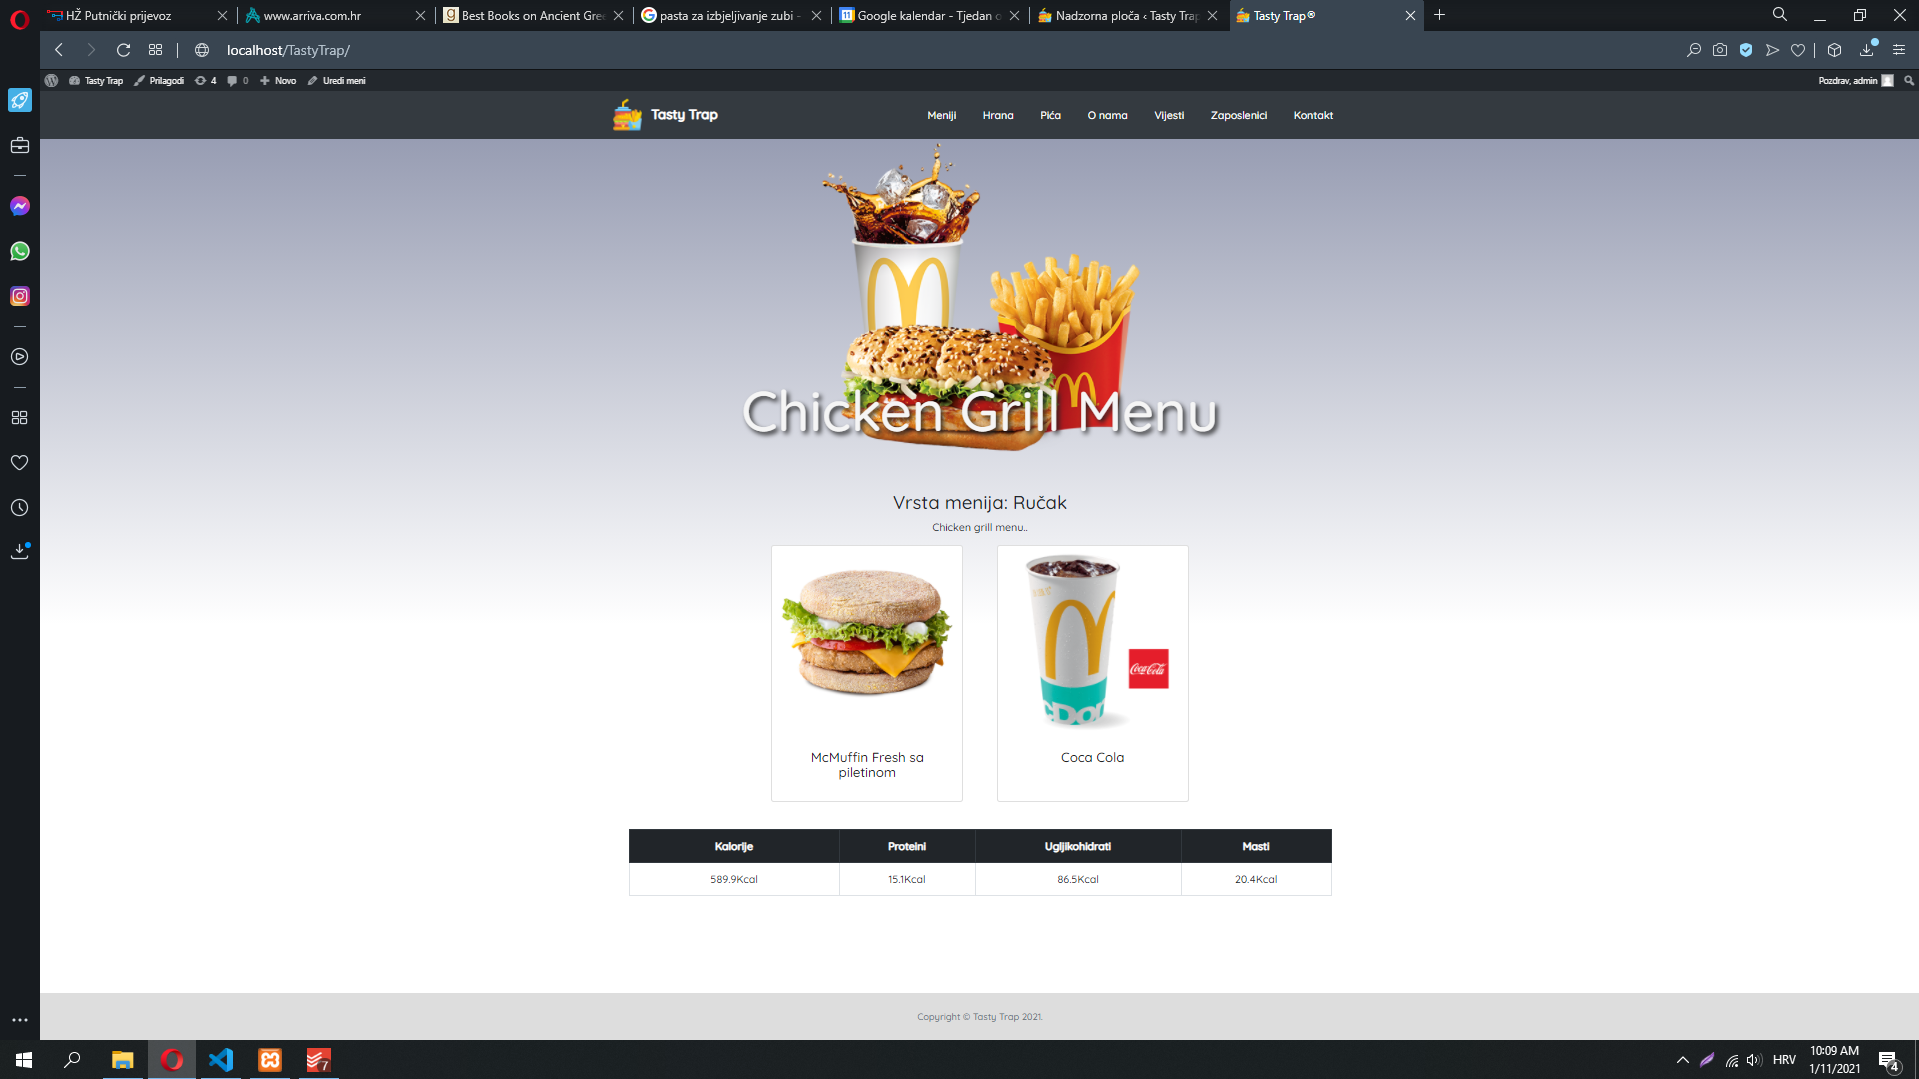 HŽ Putnički prijevoz
www.arriva.com.hr
Best Books on Ancient Gre
pasta za izbjeljivanje zubi -
Google kalendar - Tjedan o
Nadzorna ploča ‹ Tasty Trap
Tasty Trap®
localhost/TastyTrap/
Tasty Trap
Prilagodi
4
0
Novo
Uredi meni
Pozdrav, admin
Tasty Trap
Meniji
Hrana
Pića
O nama
Vijesti
Zaposlenici
Kontakt
Chicken Grill Menu
Vrsta menija: Ručak
Chicken grill menu..
Coca-Cola
McMuffin Fresh sa
piletinom
Coca Cola
Kalorije Proteini Ugljikohidrati Masti
589.9Kcal 15.1Kcal 86.5Kcal 20.4Kcal
Copyright © Tasty Trap 2021.
7
HRV
10:09 AM
1/11/2021
4